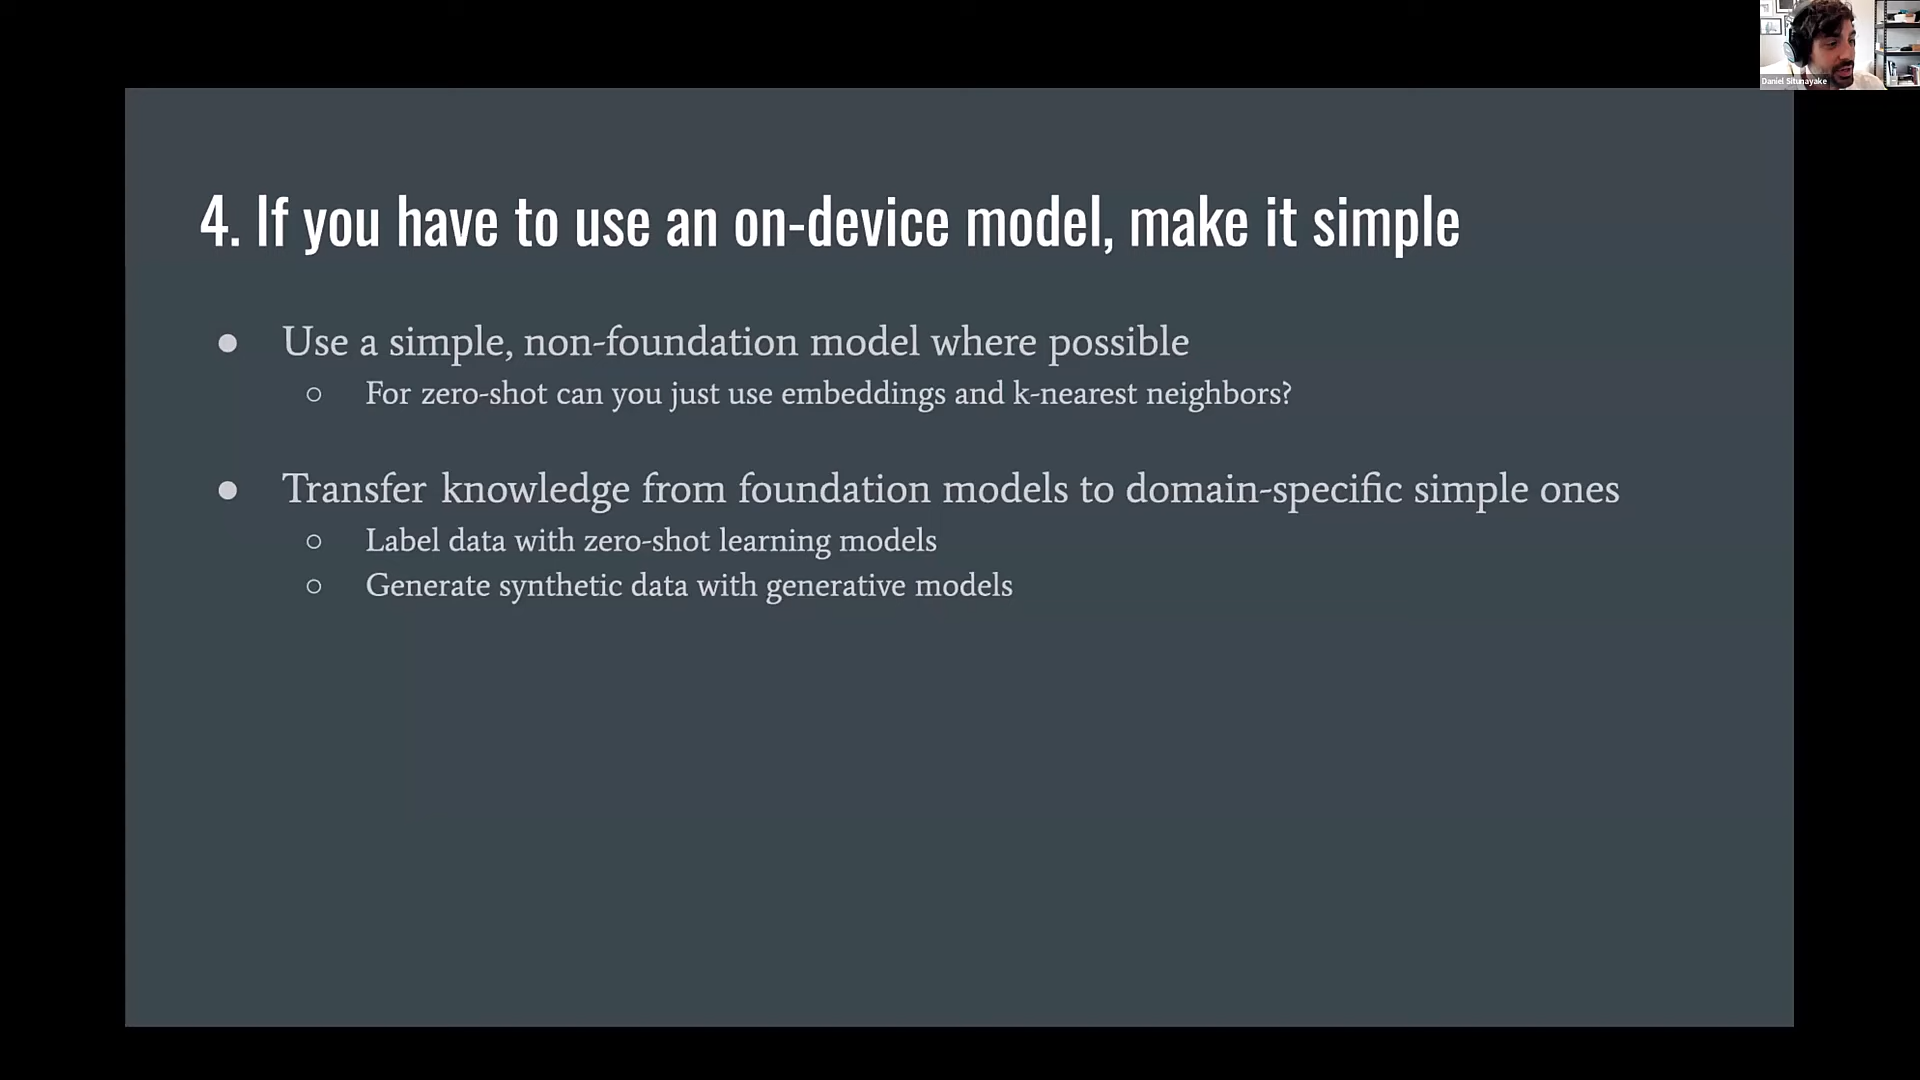 Daniel Situnayake
4. If you have to use an on-device model, make it simple
● Use a simple, non-foundation model where possible
○ For zero-shot can you just use embeddings and k-nearest neighbors?
● Transfer knowledge from foundation models to domain-specific simple ones
○ Label data with zero-shot learning models
○ Generate synthetic data with generative models